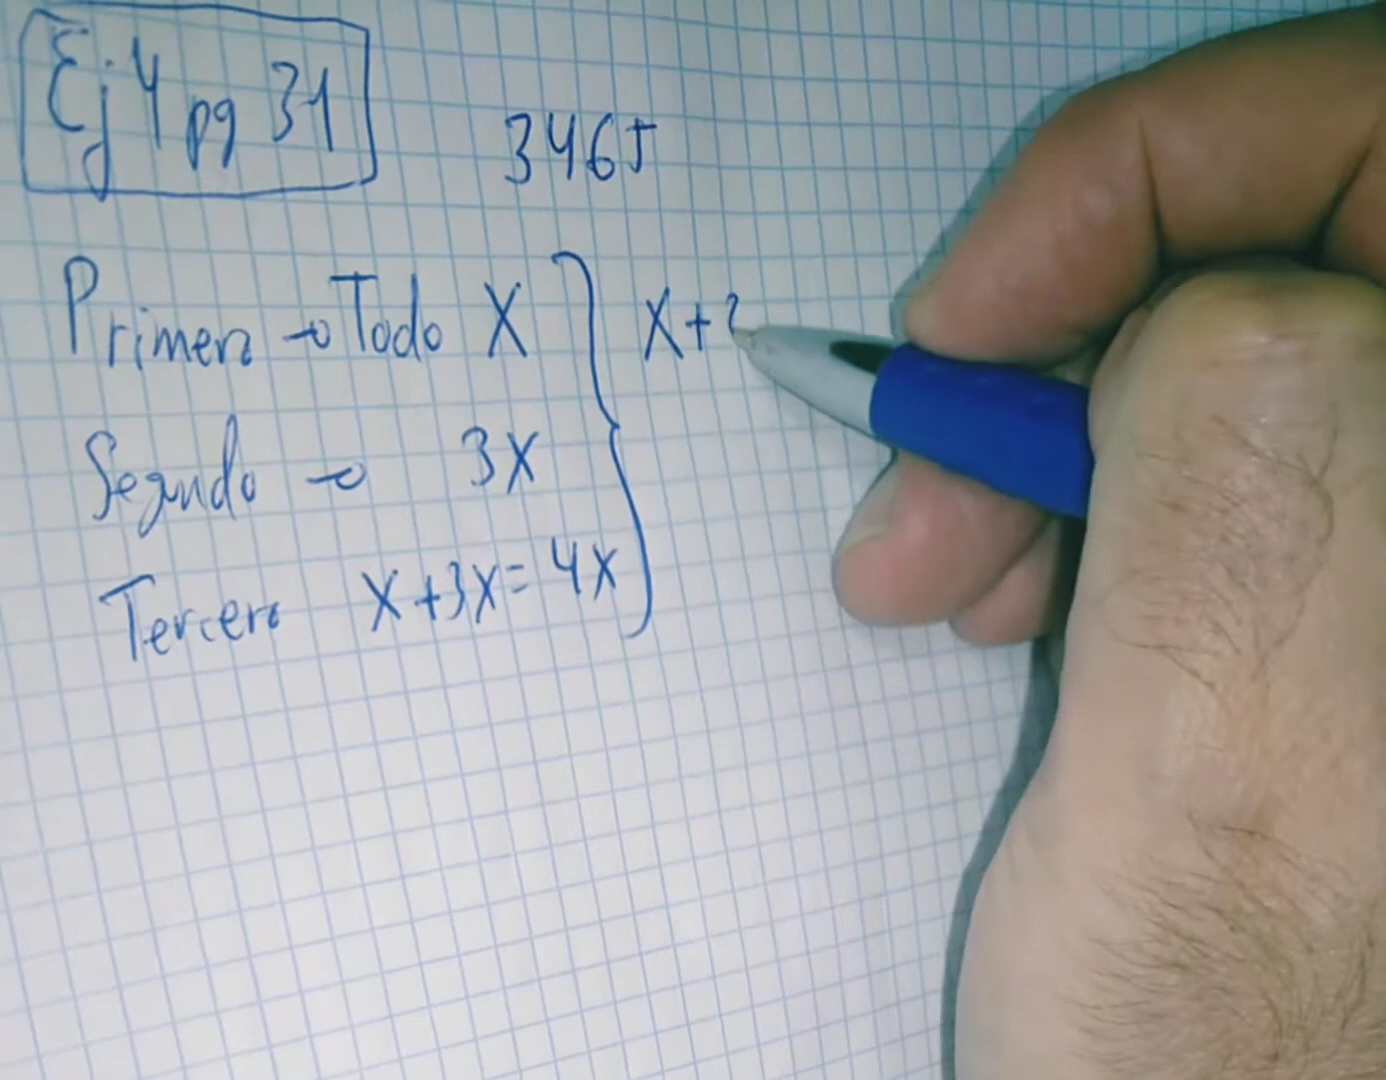 Ej 4 pg 31
3465
Primero → Todo X
X+
Segundo → 3X
Tercero X+3X=4X